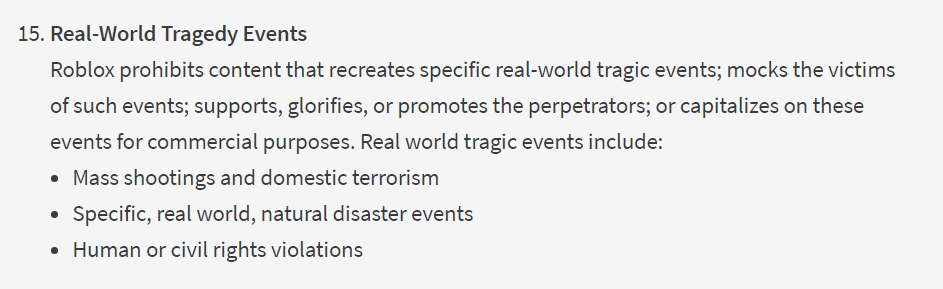 15. Real-World Tragedy Events
Roblox prohibits content that recreates specific real-world tragic events; mocks the victims
of such events; supports, glorifies, or promotes the perpetrators; or capitalizes on these
events for commercial purposes. Real world tragic events include:
• Mass shootings and domestic terrorism
• Specific, real world, natural disaster events
• Human or civil rights violations